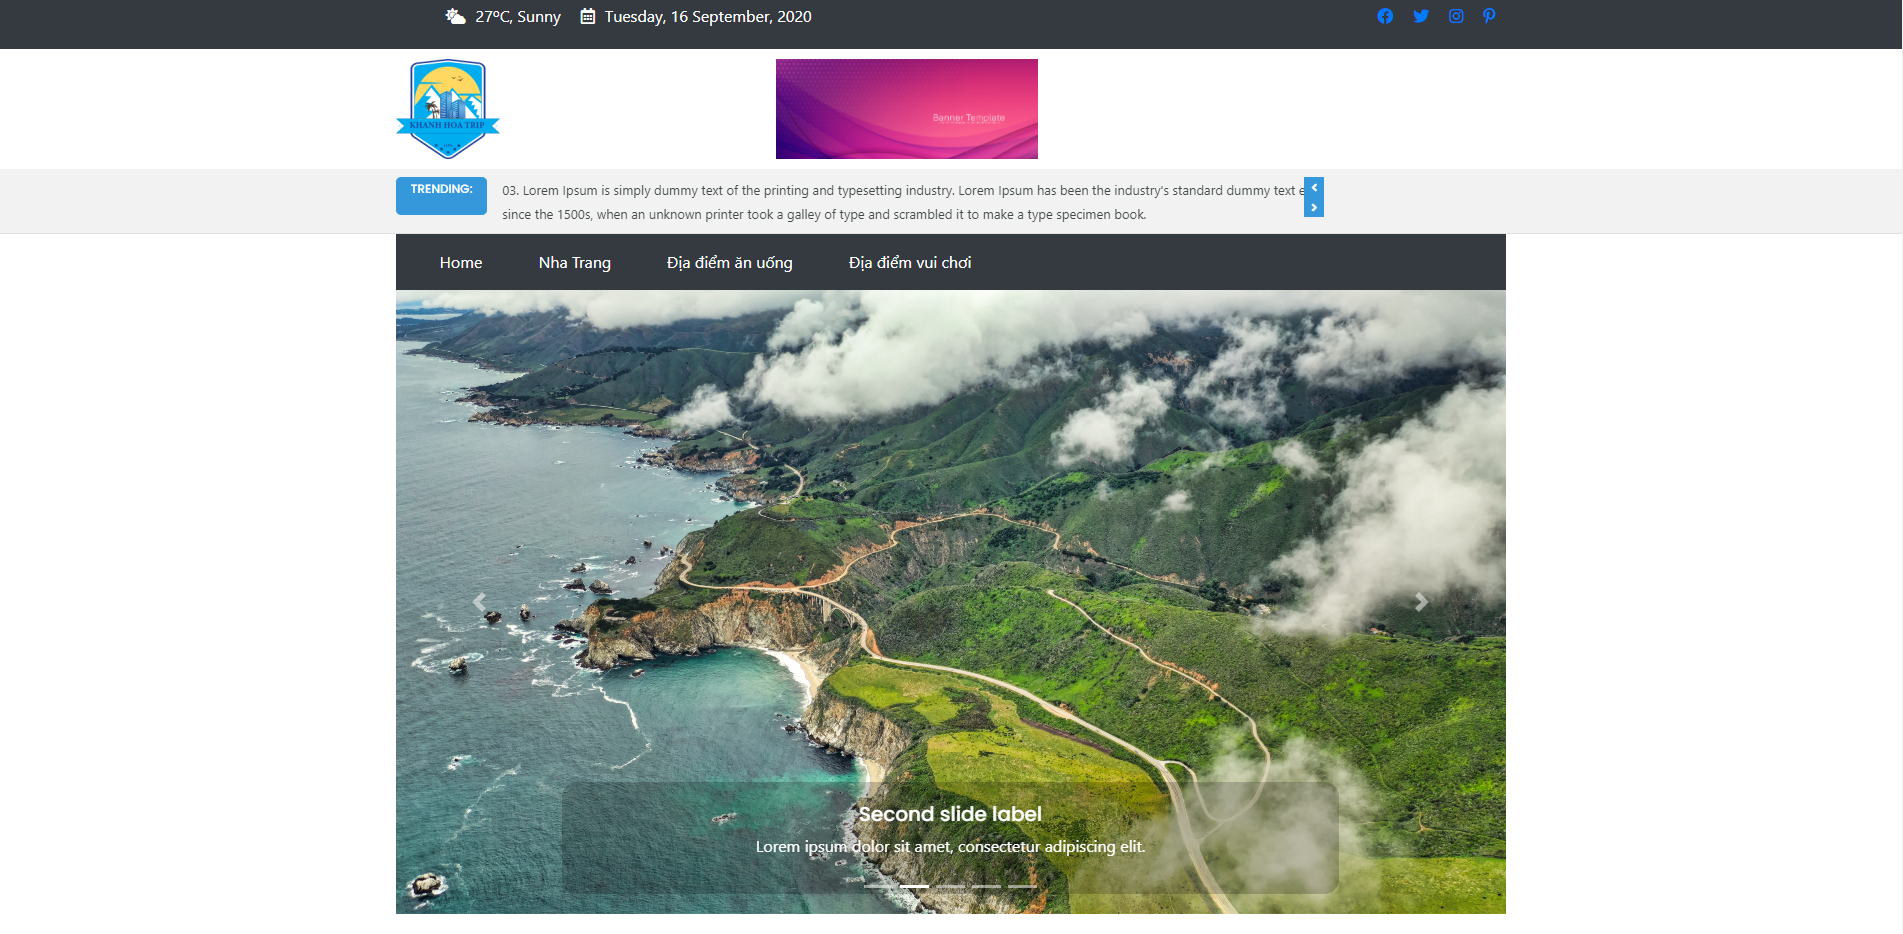 27ºC, Sunny Tuesday, 16 September, 2020
KHANH HOA TRIP
Banner Template
TRENDING:
03. Lorem Ipsum is simply dummy text of the printing and typesetting industry. Lorem Ipsum has been the industry's standard dummy text e
since the 1500s, when an unknown printer took a galley of type and scrambled it to make a type specimen book.
Home Nha Trang Địa điểm ăn uống Địa điểm vui chơi
Second slide label
Lorem ipsum dolor sit amet, consectetur adipiscing elit.